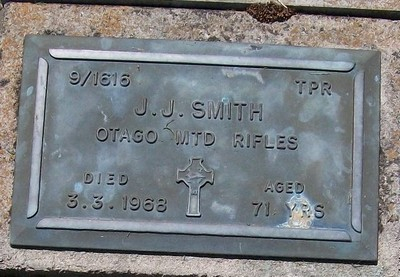 9/1616 TPR
J.J. SMITH
OTAGO MTD RIFLES
DIED AGED
3.3.1968 71 YRS